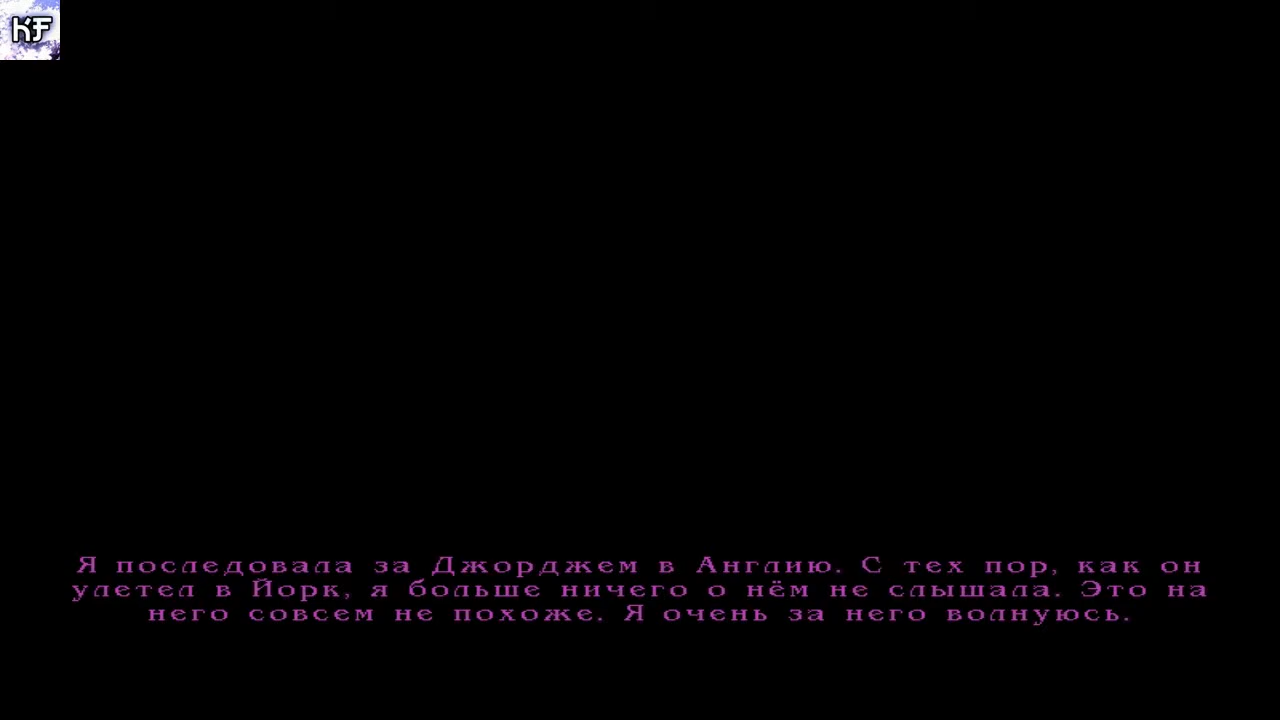 KF
Я последовала за Джорджем в Англию. С тех пор, как он
улетел в Йорк, я больше ничего о нём не слышала. Это на
него совсем не похоже. Я очень за него волнуюсь.